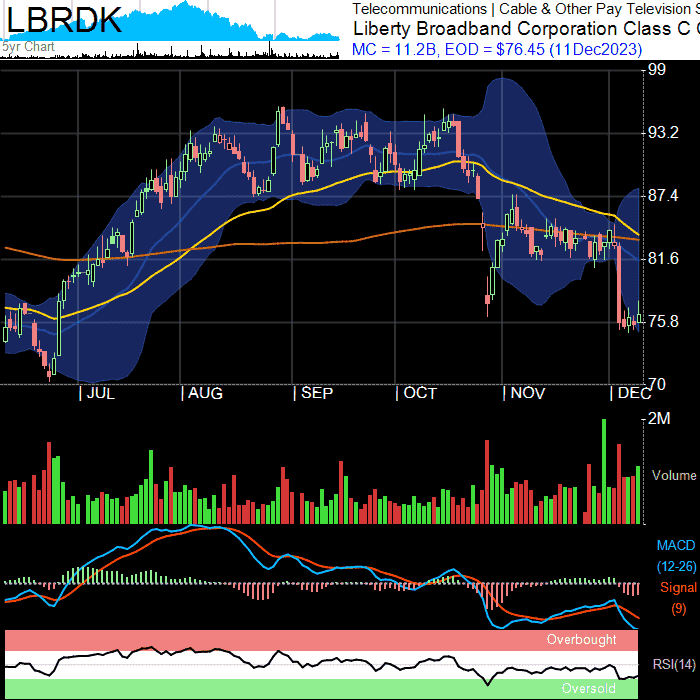 LBRDK
5yr Chart
Telecommunications | Cable & Other Pay Television S
Liberty Broadband Corporation Class C C
MC = 11.2B, EOD = $76.45 (11Dec2023)
99
93.2
87.4
81.6
75.8
70
JUL AUG SEP OCT NOV DEC
2M
Volume
MACD
(12-26)
Signal
(9)
Overbought
RSI(14)
Oversold